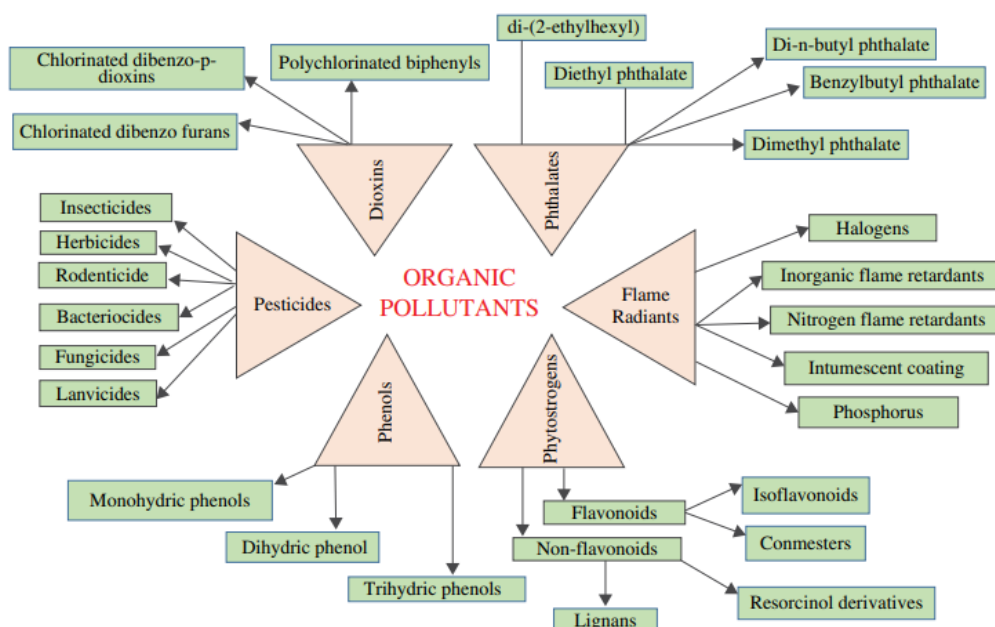 di-(2-ethylhexyl)
Chlorinated dibenzo-p-
dioxins
Polychlorinated biphenyls
Diethyl phthalate
Di-n-butyl phthalate
Benzylbutyl phthalate
Chlorinated dibenzo furans
Dimethyl phthalate
Dioxins
Phthalates
Insecticides
Herbicides
Rodenticide
Bacteriocides
Fungicides
Lanvicides
Pesticides
ORGANIC
POLLUTANTS
Flame
Radiants
Halogens
Inorganic flame retardants
Nitrogen flame retardants
Intumescent coating
Phosphorus
Phenols
Phytostrogens
Monohydric phenols
Dihydric phenol
Trihydric phenols
Flavonoids
Isoflavonoids
Conmesters
Non-flavonoids
Resorcinol derivatives
Lignans